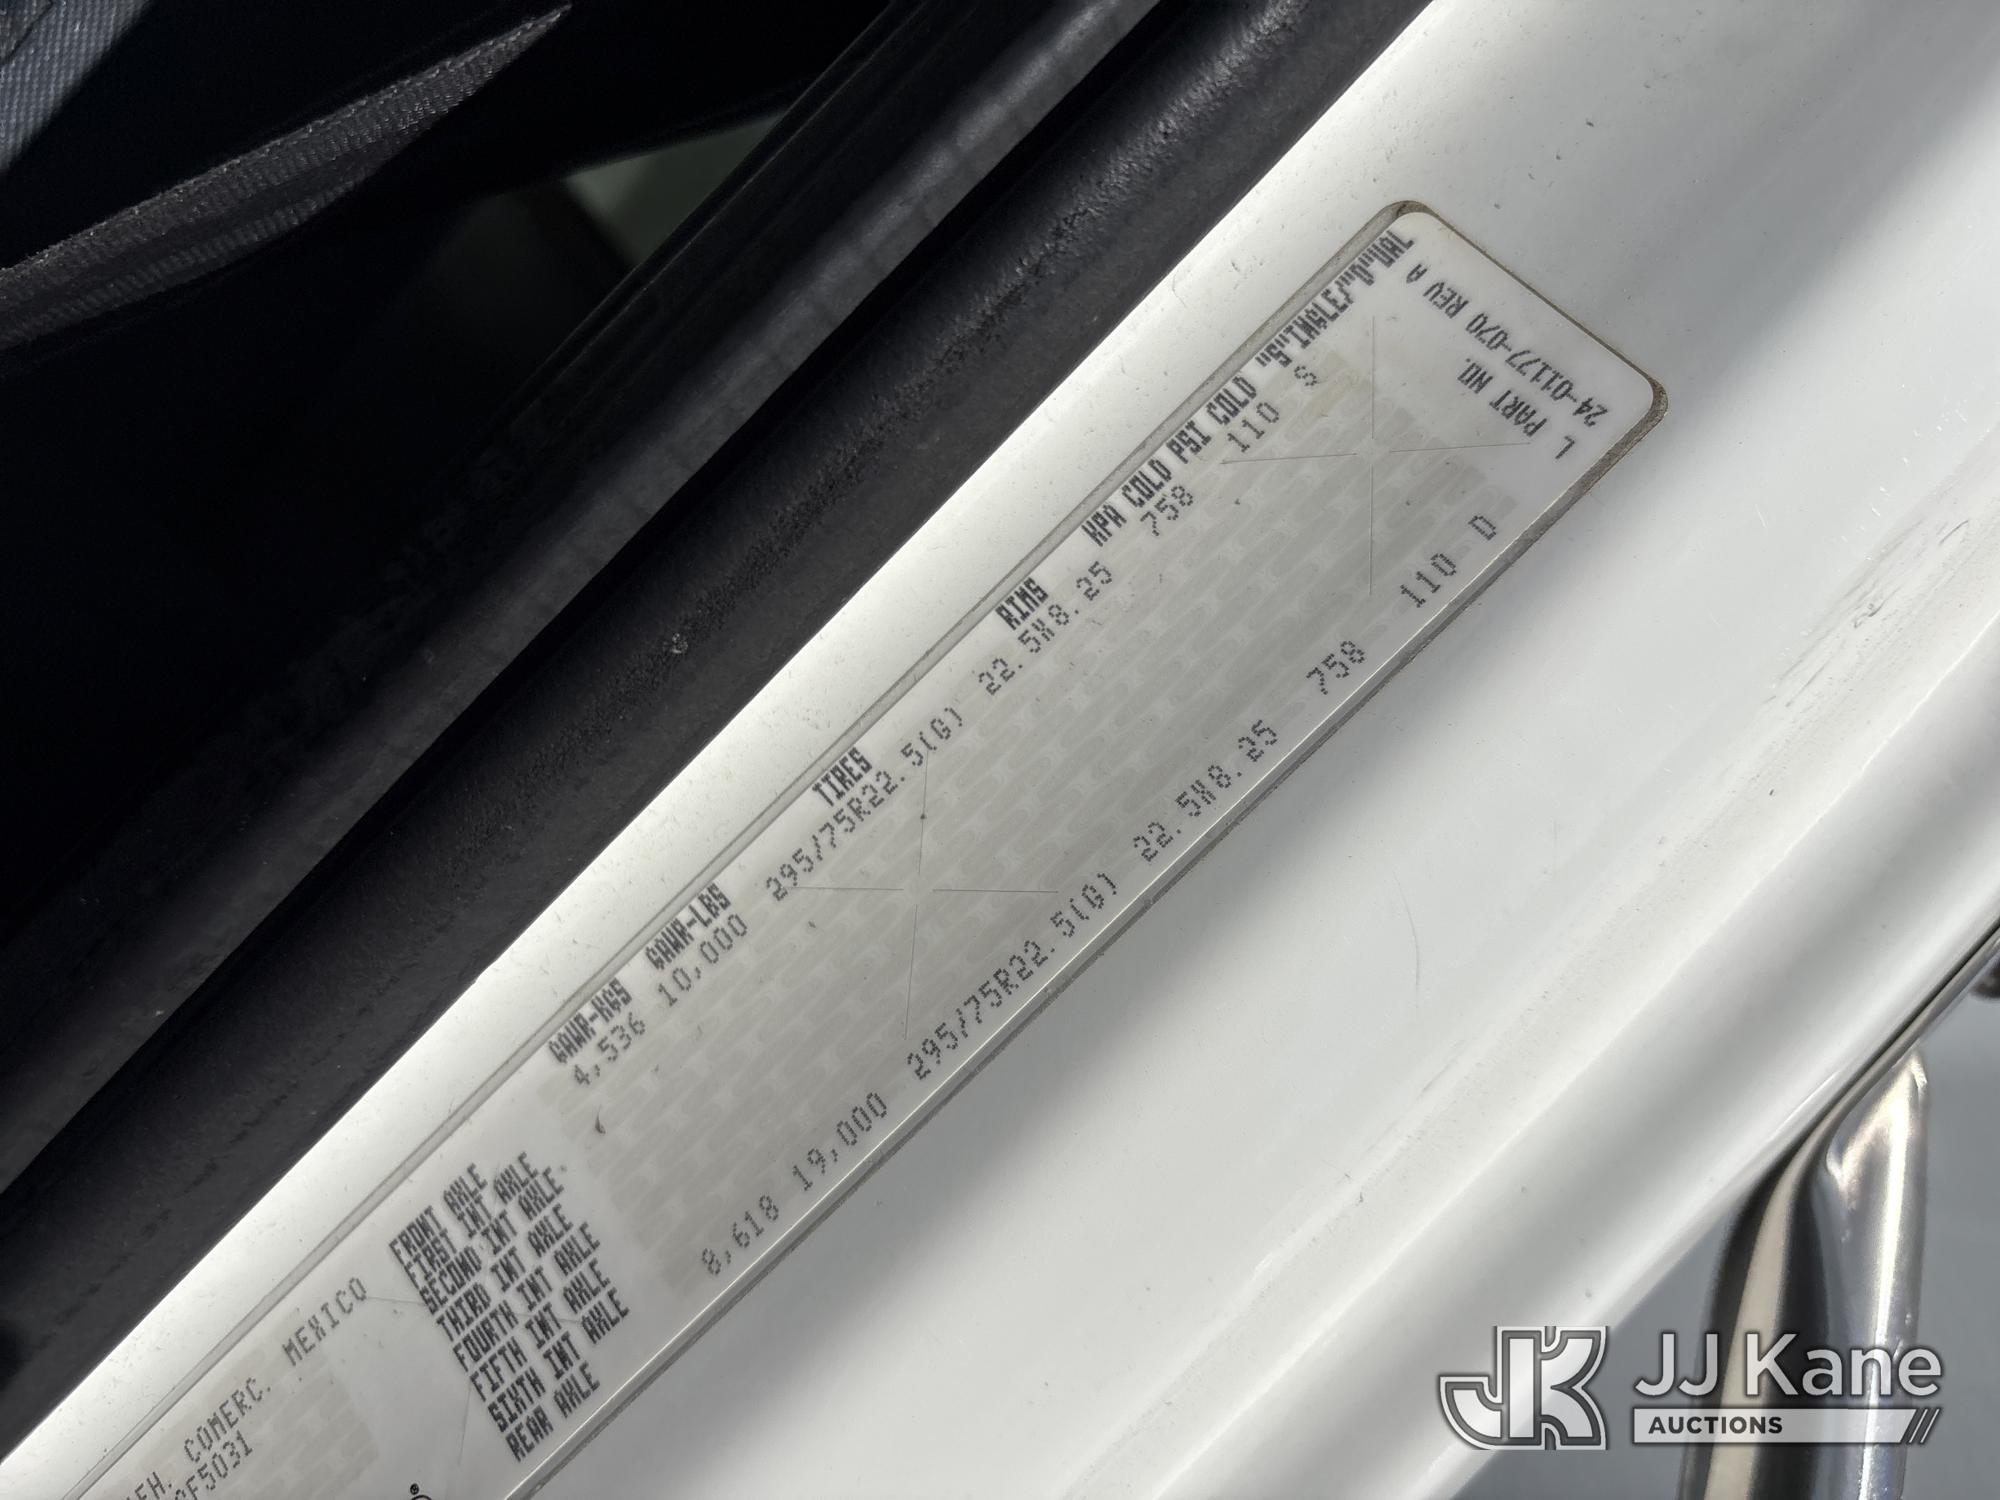 GAWR-KGS GAWR-LBS TIRES RIMS KPA COLD PSI COLD "S"INGLE/"D"UAL
FRONT AXLE 4,536 10,000 295/75R22.5(G) 22.5X8.25 758 110 S
FIRST INT AXLE
SECOND INT AXLE
THIRD INT AXLE
FOURTH INT AXLE
FIFTH INT AXLE
SIXTH INT AXLE
REAR AXLE 8,618 19,000 295/75R22.5(G) 22.5X8.25 758 110 D
COMERC. MEXICO
F5031
L PART NO.
24-01177-070 REV A
JK JJ Kane
AUCTIONS